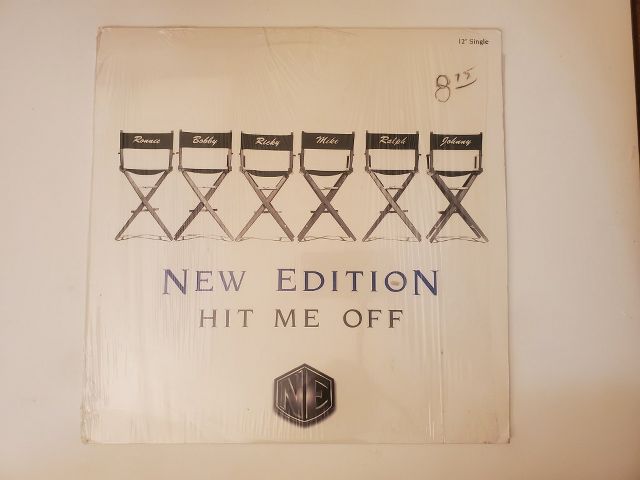 12" Single
8 75
Ronnie Bobby Ricky Mike Ralph Johnny
NEW EDITION
HIT ME OFF
NE